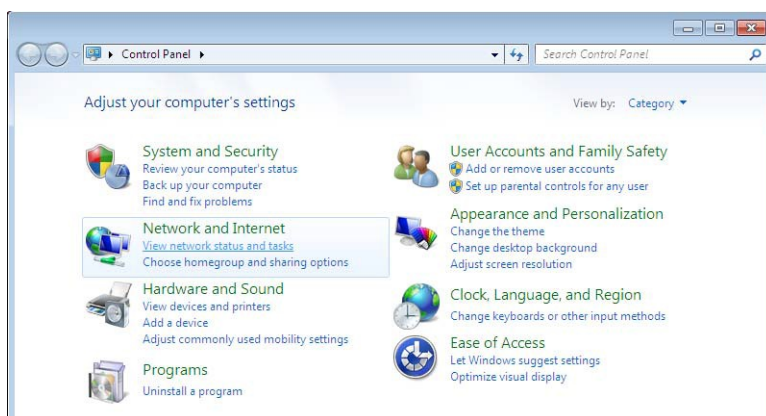 Control Panel
Search Control Panel
Adjust your computer's settings
View by: Category
System and Security
Review your computer's status
Back up your computer
Find and fix problems
Network and Internet
View network status and tasks
Choose homegroup and sharing options
Hardware and Sound
View devices and printers
Add a device
Adjust commonly used mobility settings
Programs
Uninstall a program
User Accounts and Family Safety
Add or remove user accounts
Set up parental controls for any user
Appearance and Personalization
Change the theme
Change desktop background
Adjust screen resolution
Clock, Language, and Region
Change keyboards or other input methods
Ease of Access
Let Windows suggest settings
Optimize visual display